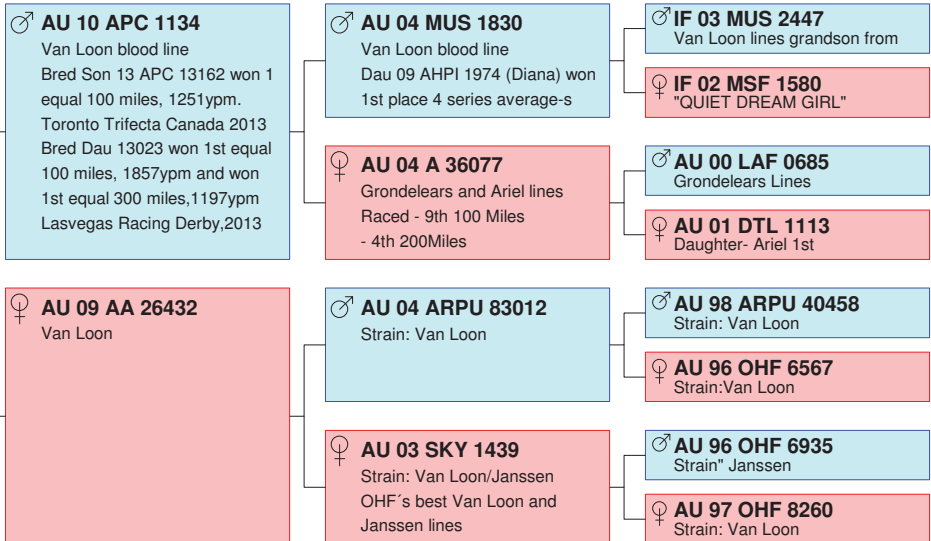 AU 10 APC 1134
Van Loon blood line
Bred Son 13 APC 13162 won 1
equal 100 miles, 1251ypm.
Toronto Trifecta Canada 2013
Bred Dau 13023 won 1st equal
100 miles, 1857ypm and won
1st equal 300 miles,1197ypm
Lasvegas Racing Derby,2013
AU 09 AA 26432
Van Loon
AU 04 MUS 1830
Van Loon blood line
Dau 09 AHPI 1974 (Diana) won
1st place 4 series average-s
AU 04 A 36077
Grondelears and Ariel lines
Raced - 9th 100 Miles
- 4th 200Miles
AU 04 ARPU 83012
Strain: Van Loon
AU 03 SKY 1439
Strain: Van Loon/Janssen
OHF´s best Van Loon and
Janssen lines
IF 03 MUS 2447
Van Loon lines grandson from
IF 02 MSF 1580
"QUIET DREAM GIRL"
AU 00 LAF 0685
Grondelears Lines
AU 01 DTL 1113
Daughter- Ariel 1st
AU 98 ARPU 40458
Strain: Van Loon
AU 96 OHF 6567
Strain:Van Loon
AU 96 OHF 6935
Strain" Janssen
AU 97 OHF 8260
Strain: Van Loon